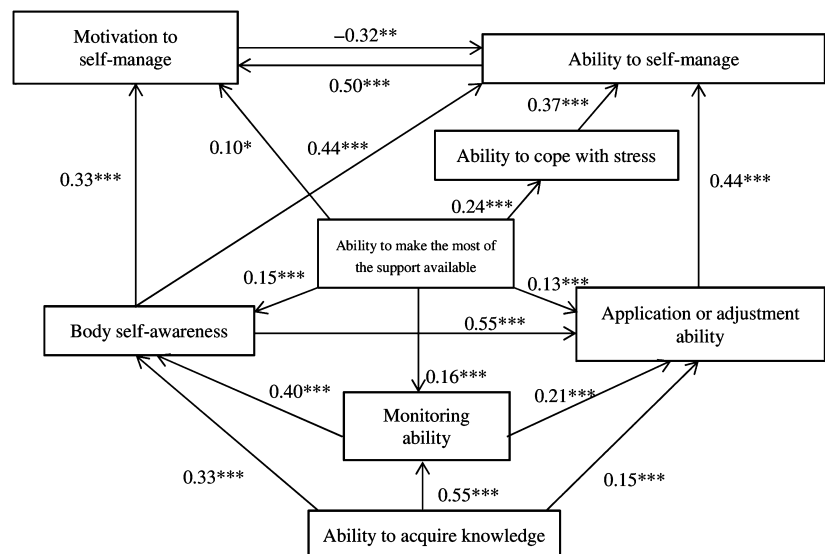 Motivation to
self-manage
−0.32**
0.50***
Ability to self-manage
0.37***
0.10*
0.44***
Ability to cope with stress
0.33***
0.44***
0.24***
Ability to make the most of
the support available
0.15***
0.13***
Body self-awareness
0.55***
Application or adjustment
ability
0.16***
0.40***
0.21***
Monitoring
ability
0.33***
0.55***
0.15***
Ability to acquire knowledge